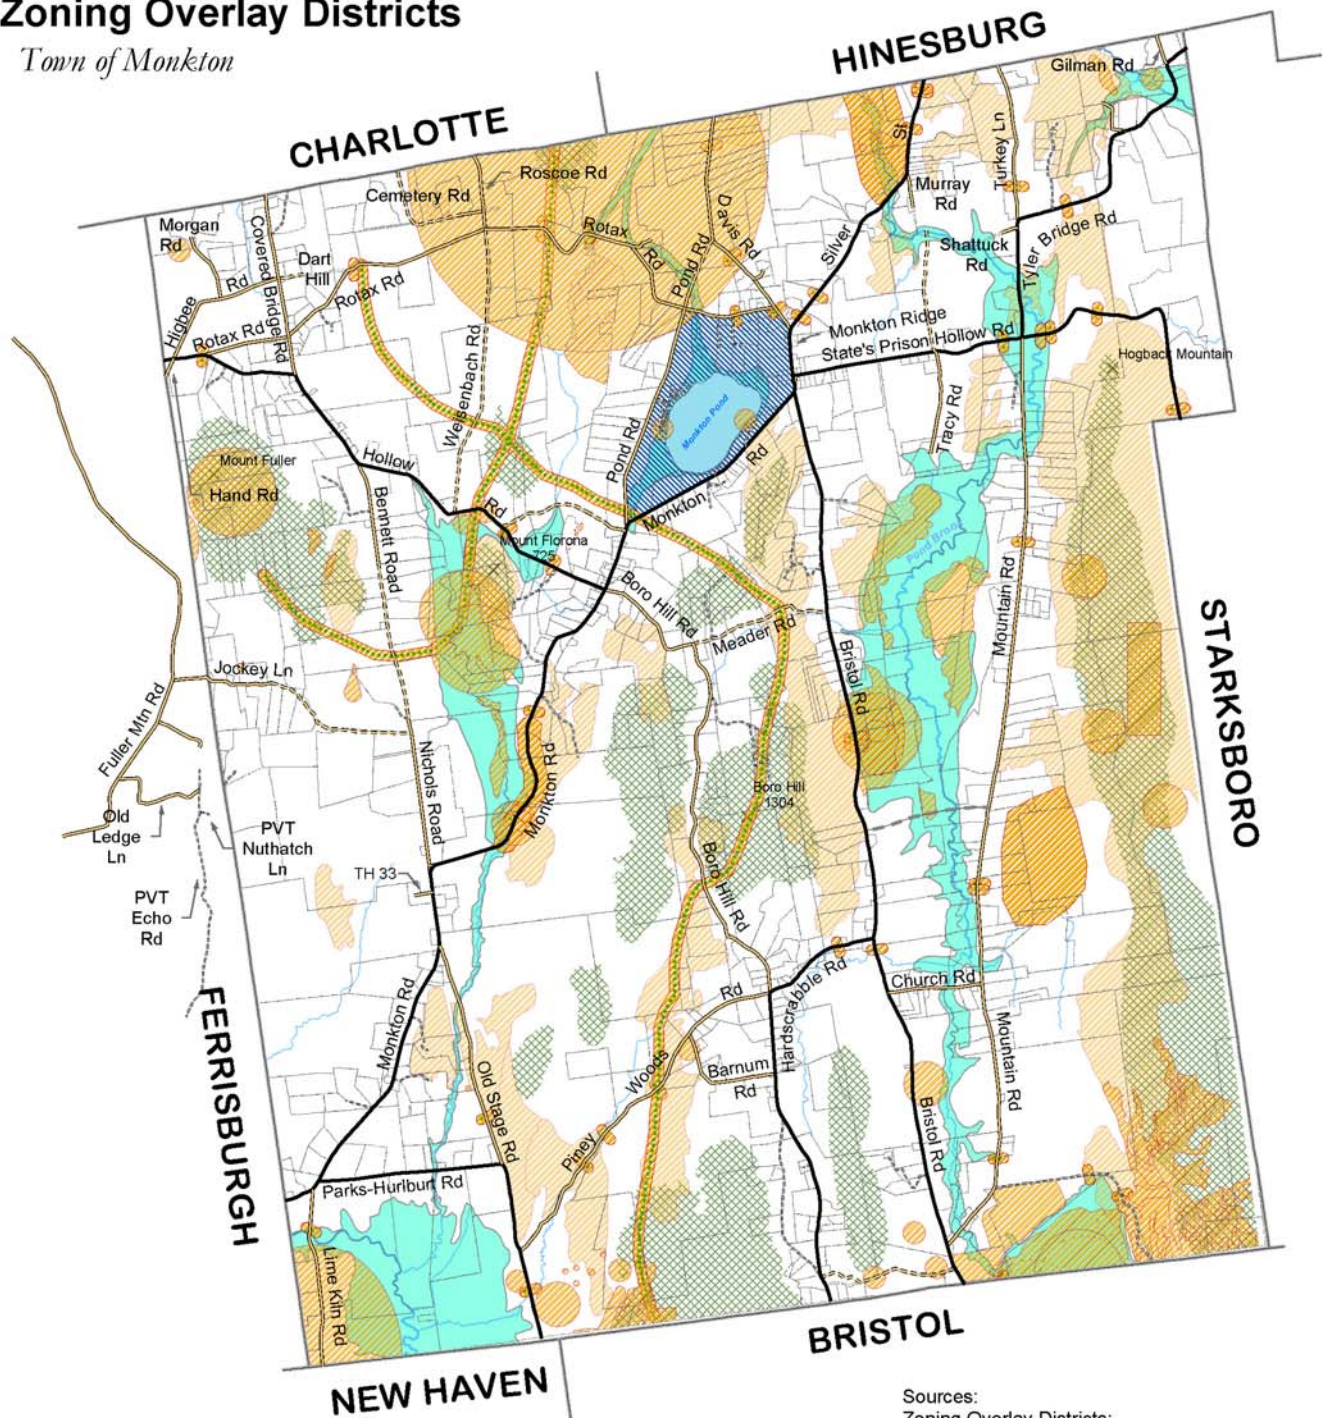 Zoning Overlay Districts
Town of Monkton
HINESBURG
CHARLOTTE
Gilman Rd
St
Turkey Ln
Roscoe Rd
Cemetery Rd
Murray
Rd
Morgan
Rd
Covered Bridge Rd
Davis Rd
Rotax
Rd
Pond Rd
Silver
Shattuck
Rd
Tyler Bridge Rd
Dart
Hill
Rd
Higbee
Rotax Rd
Rotax Rd
Monkton Ridge
State's Prison Hollow Rd
Hogback Mountain
Weisenbach Rd
Monkton Pond
Tracy Rd
Pond Rd
Rd
Monkton
Mount Fuller
Hand Rd
Hollow
Rd
Bennett Road
Mount Florona
725
Pond Brook
Boro Hill Rd
Meader Rd
Mountain Rd
STARKSBORO
Jockey Ln
Bristol Rd
Fuller Mtn Rd
Nichols Road
Monkton Rd
Boro Hill
1304
Old
Ledge
Ln
PVT
Nuthatch
Ln
TH 33
Boro Hill Rd
PVT
Echo
Rd
Hardscrabble Rd
Church Rd
Rd
FERRISBURGH
Monkton Rd
Mountain Rd
Old Stage Rd
Woods
Barnum
Rd
Bristol Rd
Piney
Parks-Hurlburt Rd
Lime Kiln Rd
BRISTOL
NEW HAVEN
Sources:
Zoning Overlay Districts: